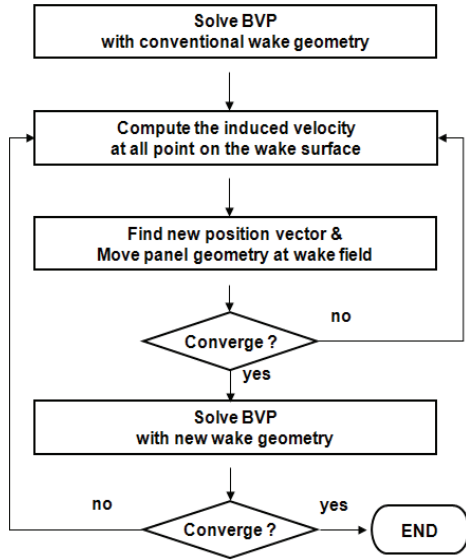 Solve BVP
with conventional wake geometry
Compute the induced velocity
at all point on the wake surface
Find new position vector &
Move panel geometry at wake field
no
Converge ?
yes
Solve BVP
with new wake geometry
no
yes
Converge ?
END